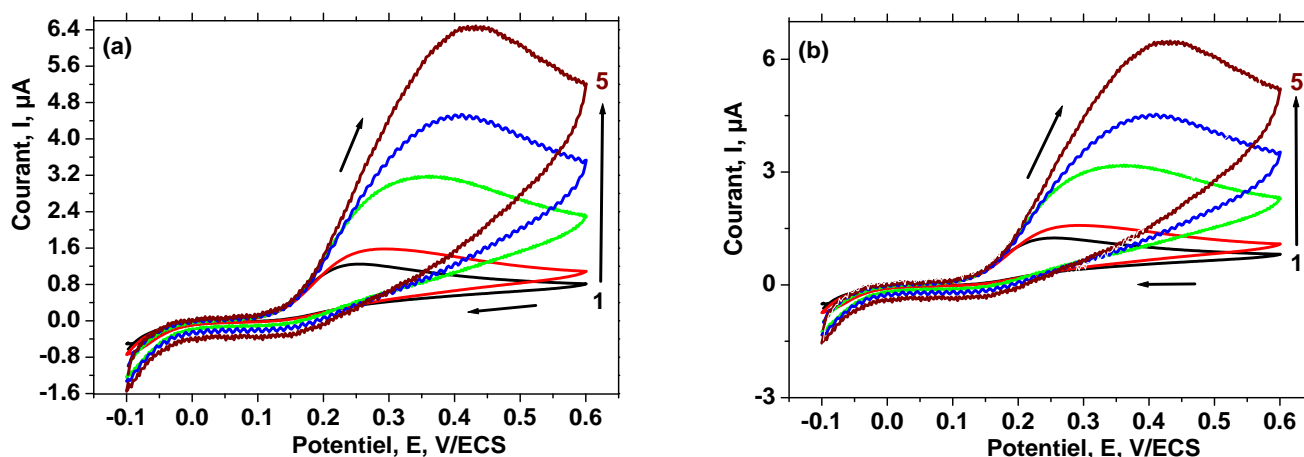 (a)
6.4
5.6
4.8
4.0
3.2
2.4
1.6
0.8
0.0
-0.8
-1.6
Courant, I, µA
5
1
-0.1 0.0 0.1 0.2 0.3 0.4 0.5 0.6
Potentiel, E, V/ECS
(b)
6
3
0
-3
Courant, I, µA
5
1
-0.1 0.0 0.1 0.2 0.3 0.4 0.5 0.6
Potentiel, E, V/ECS